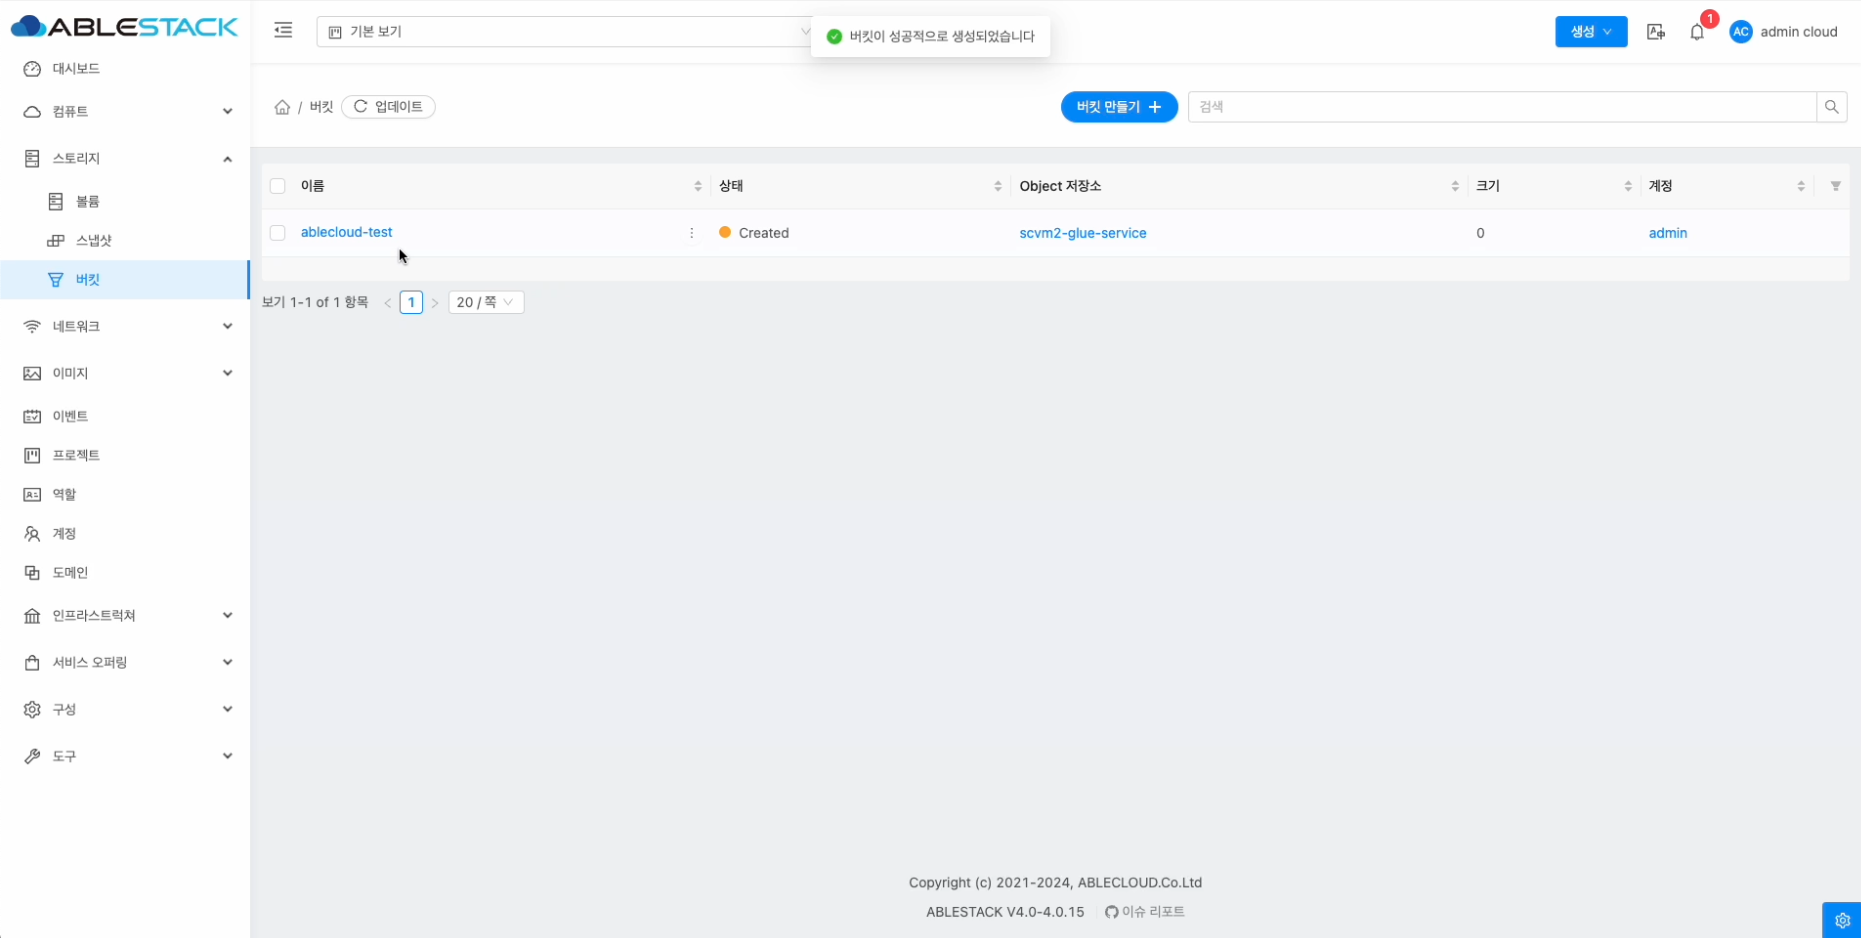 ABLESTACK
기본 보기
버킷이 성공적으로 생성되었습니다
생성
1
AC
admin cloud
대시보드
컴퓨트
스토리지
볼륨
스냅샷
버킷
네트워크
이미지
이벤트
프로젝트
역할
계정
도메인
인프라스트럭쳐
서비스 오퍼링
구성
도구
/ 버킷
업데이트
버킷 만들기 +
검색
이름 상태 Object 저장소 크기 계정
ablecloud-test Created scvm2-glue-service 0 admin
보기 1-1 of 1 항목 < 1 > 20 / 쪽
Copyright (c) 2021-2024, ABLECLOUD.Co.Ltd
ABLESTACK V4.0-4.0.15 이슈 리포트